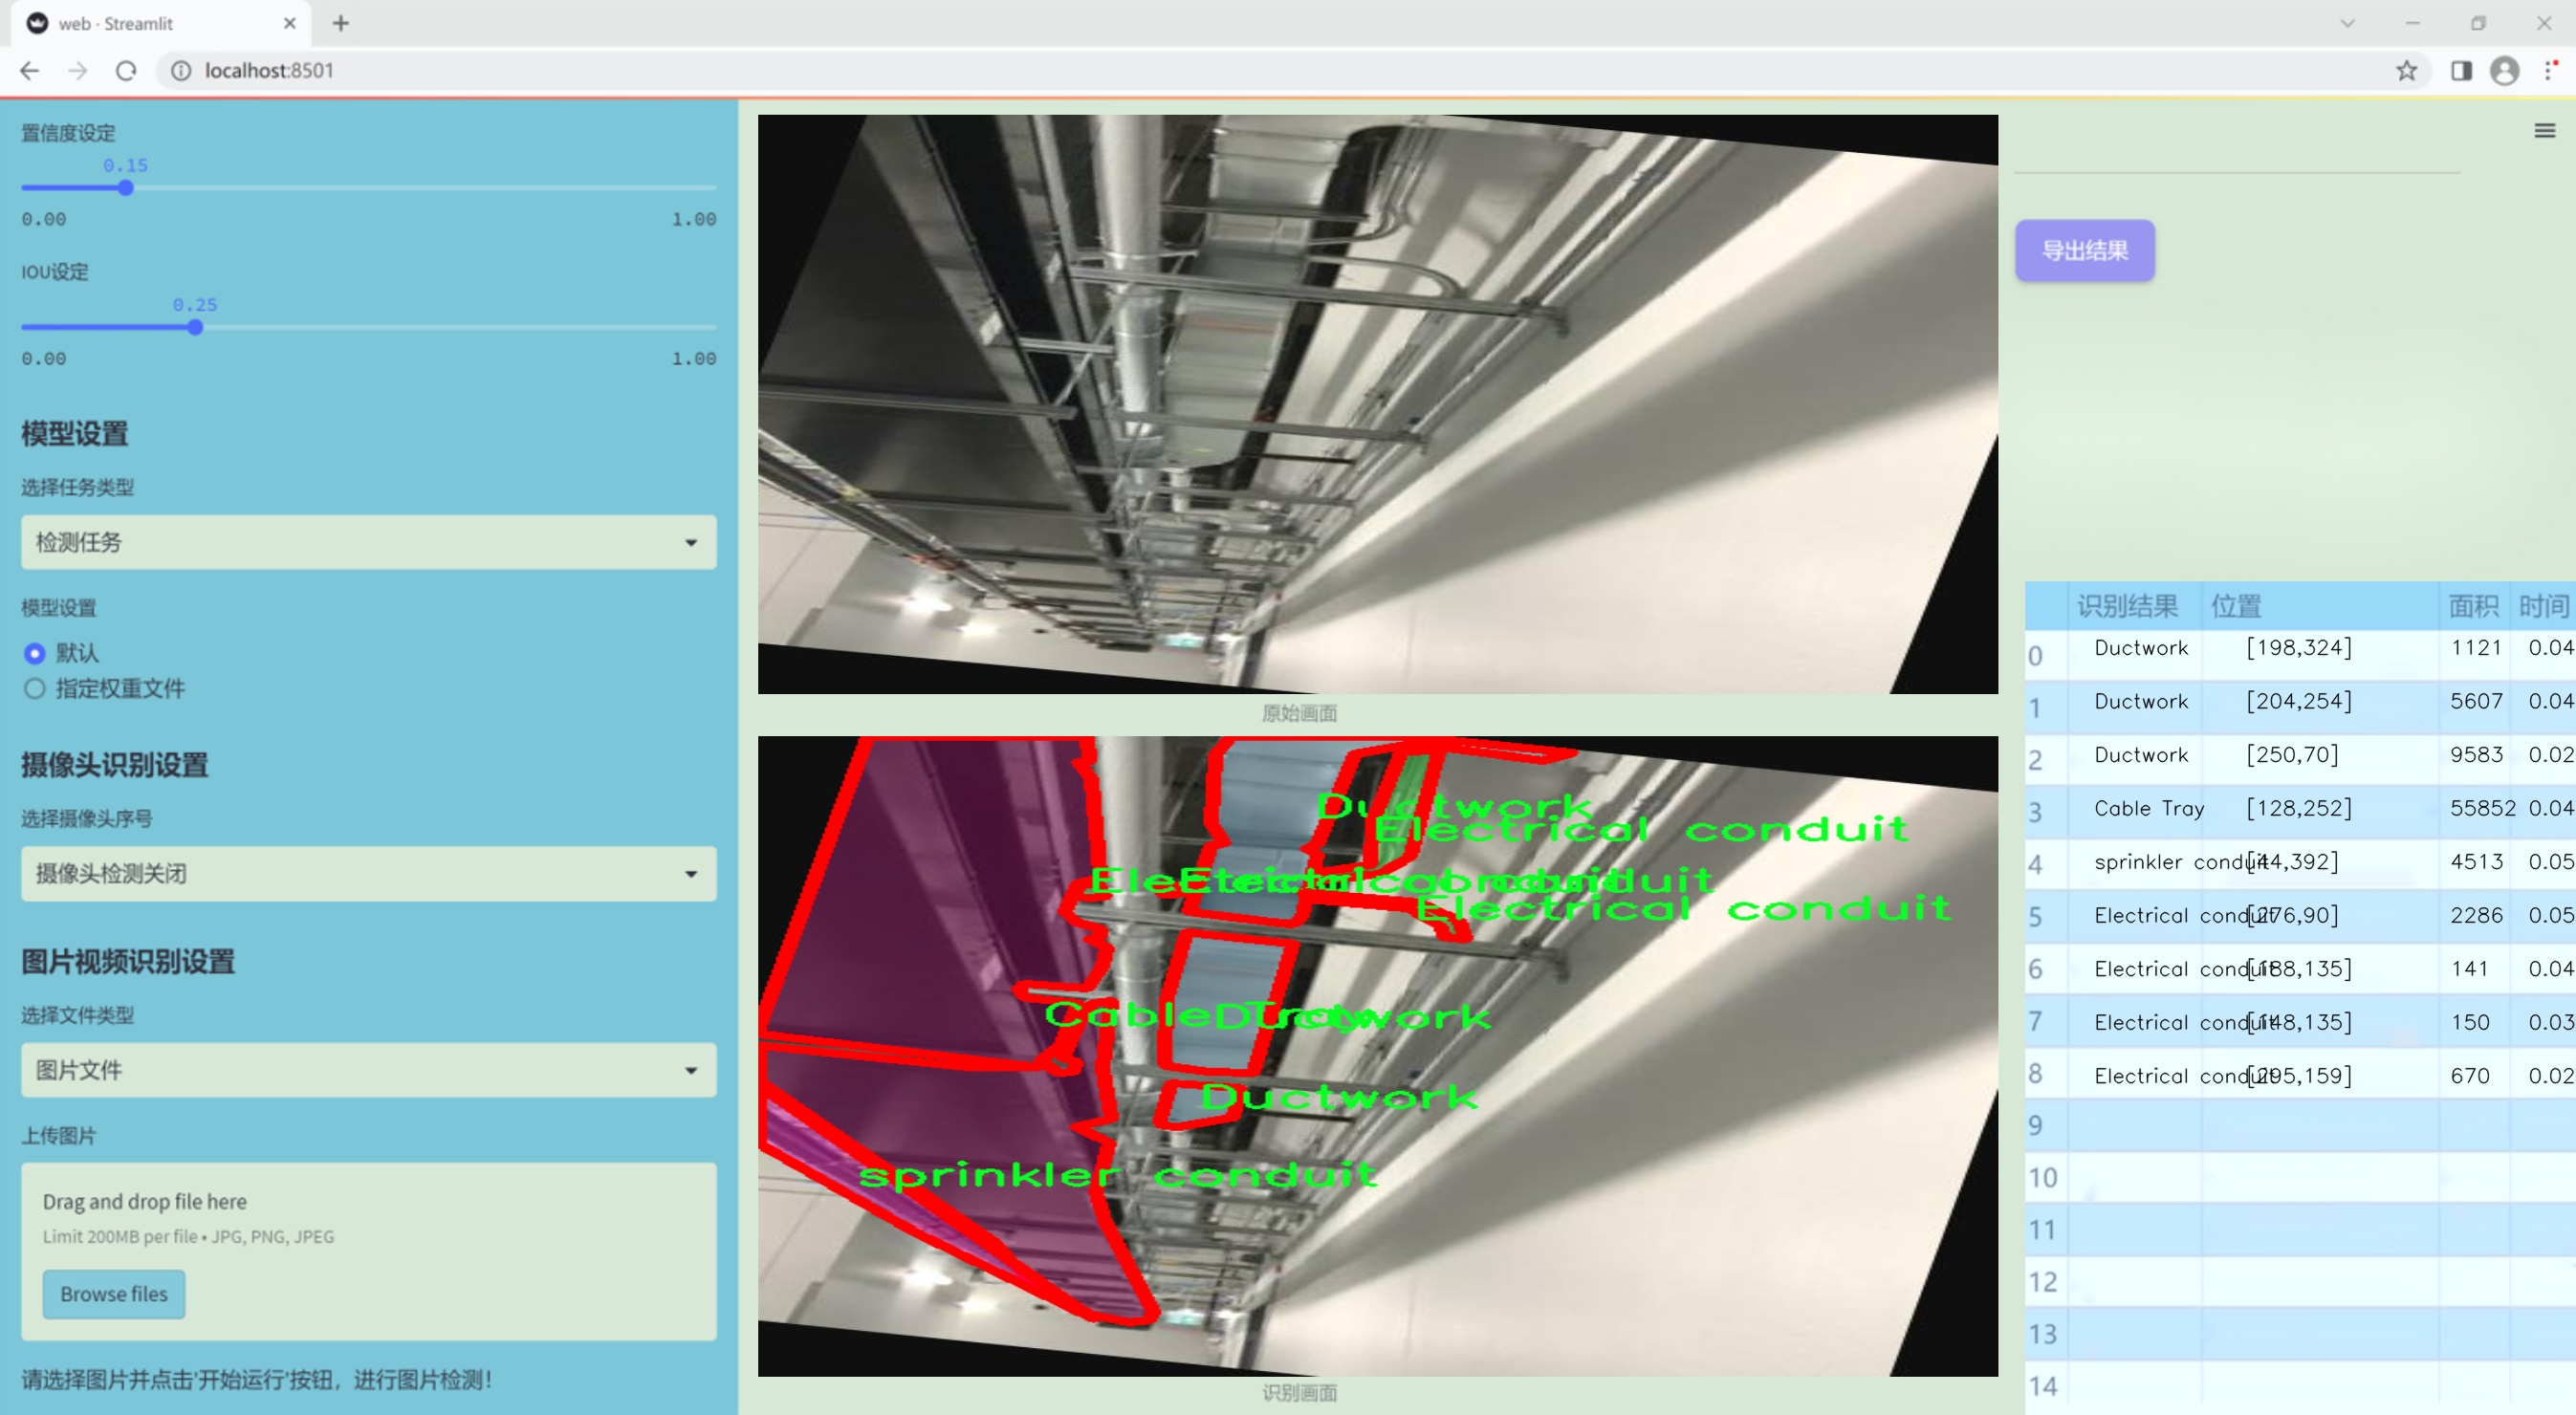 web · Streamlit
localhost:8501
置信度设定
0.15
0.00 1.00
IOU设定
0.25
0.00 1.00
模型设置
选择任务类型
检测任务
模型设置
默认
指定权重文件
摄像头识别设置
选择摄像头序号
摄像头检测关闭
图片视频识别设置
选择文件类型
图片文件
上传图片
Drag and drop file here
Limit 200MB per file • JPG, PNG, JPEG
Browse files
请选择图片并点击'开始运行'按钮，进行图片检测！
原始画面
Ductwork
Electrical conduit
Electrical conduit
Electrical conduit
Electrical conduit
Cable Tray
Ductwork
Ductwork
sprinkler conduit
识别画面
导出结果
识别结果 位置 面积 时间
0 Ductwork [198,324] 1121 0.04
1 Ductwork [204,254] 5607 0.04
2 Ductwork [250,70] 9583 0.02
3 Cable Tray [128,252] 55852 0.04
4 sprinkler conduit [44,392] 4513 0.05
5 Electrical conduit [276,90] 2286 0.05
6 Electrical conduit [188,135] 141 0.04
7 Electrical conduit [148,135] 150 0.03
8 Electrical conduit [295,159] 670 0.02
9
10
11
12
13
14